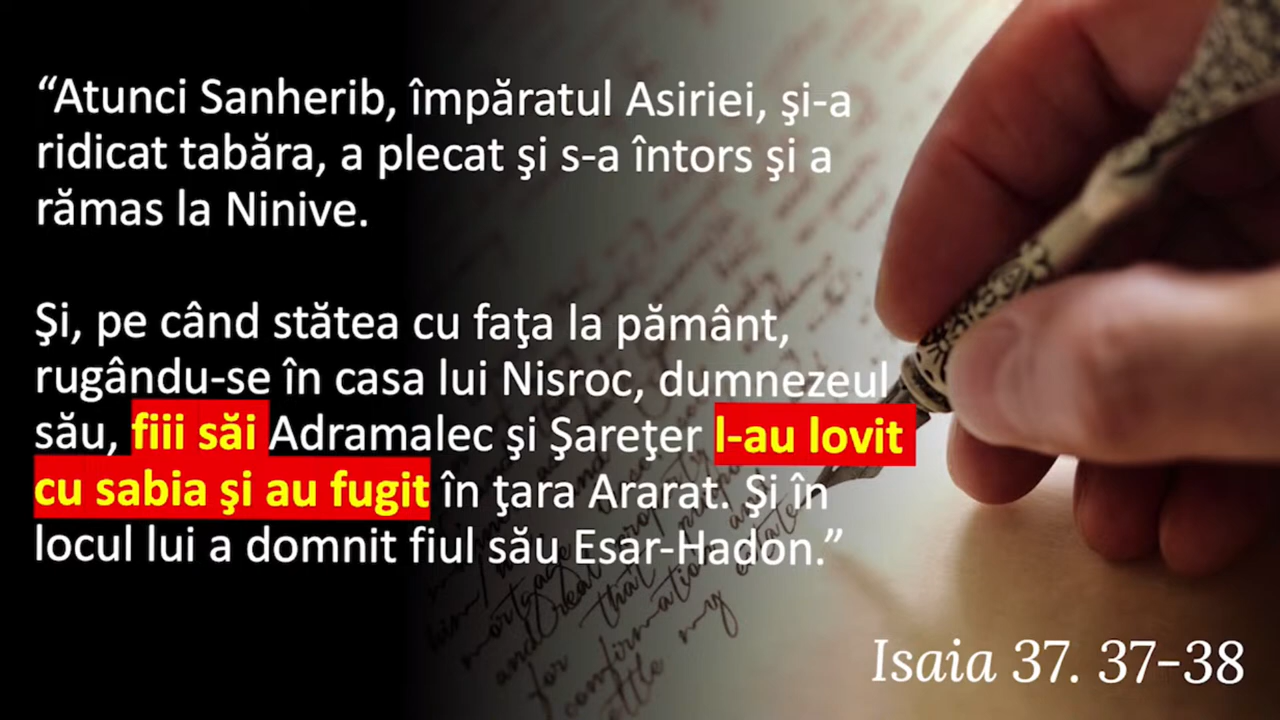 “Atunci Sanherib, împăratul Asiriei, şi-a
ridicat tabăra, a plecat şi s-a întors şi a
rămas la Ninive.
Şi, pe când stătea cu faţa la pământ,
rugându-se în casa lui Nisroc, dumnezeul
său, fiii săi Adramalec şi Şareţer l-au lovit
cu sabia şi au fugit în ţara Ararat. Şi în
locul lui a domnit fiul său Esar-Hadon.”
Isaia 37. 37-38